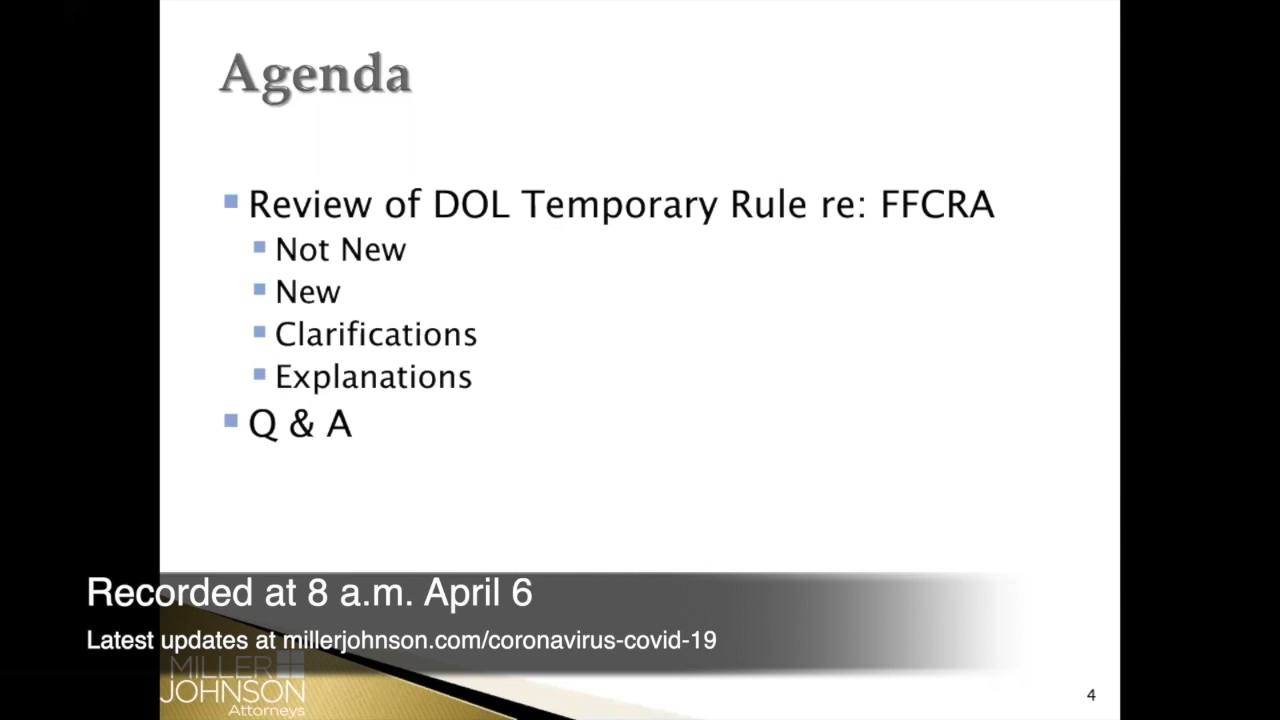 Agenda
Review of DOL Temporary Rule re: FFCRA
Not New
New
Clarifications
Explanations
Q & A
Recorded at 8 a.m. April 6
Latest updates at millerjohnson.com/coronavirus-covid-19
MILLER
JOHNSON
Attorneys
4